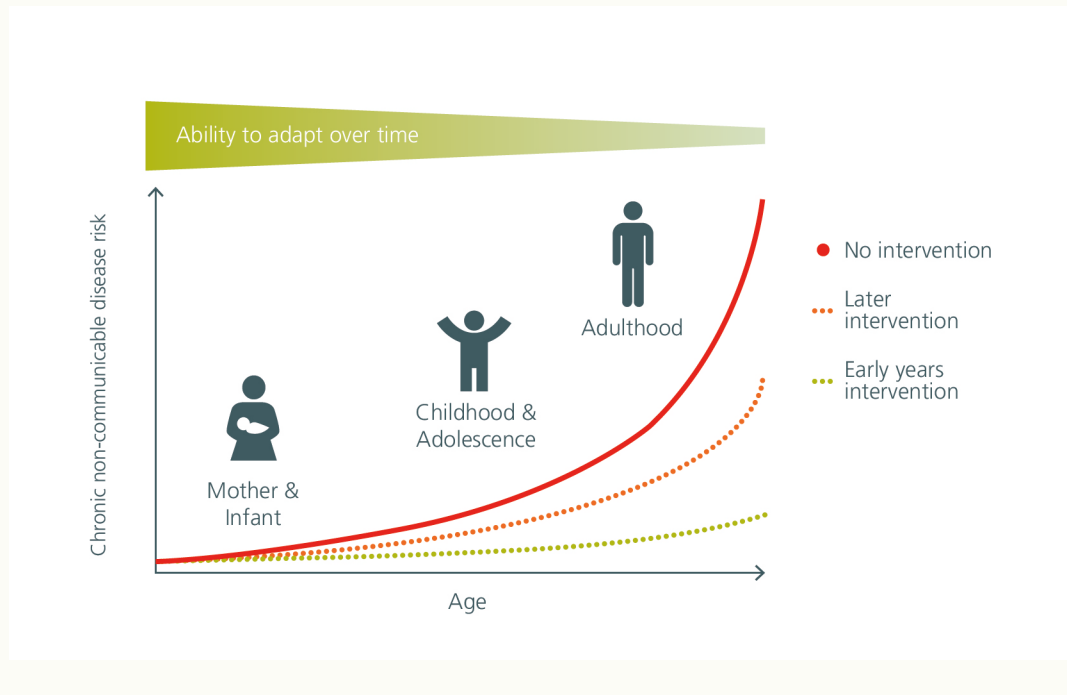 Ability to adapt over time
Chronic non-communicable disease risk
Mother &
Infant
Childhood &
Adolescence
Adulthood
No intervention
Later
intervention
Early years
intervention
Age